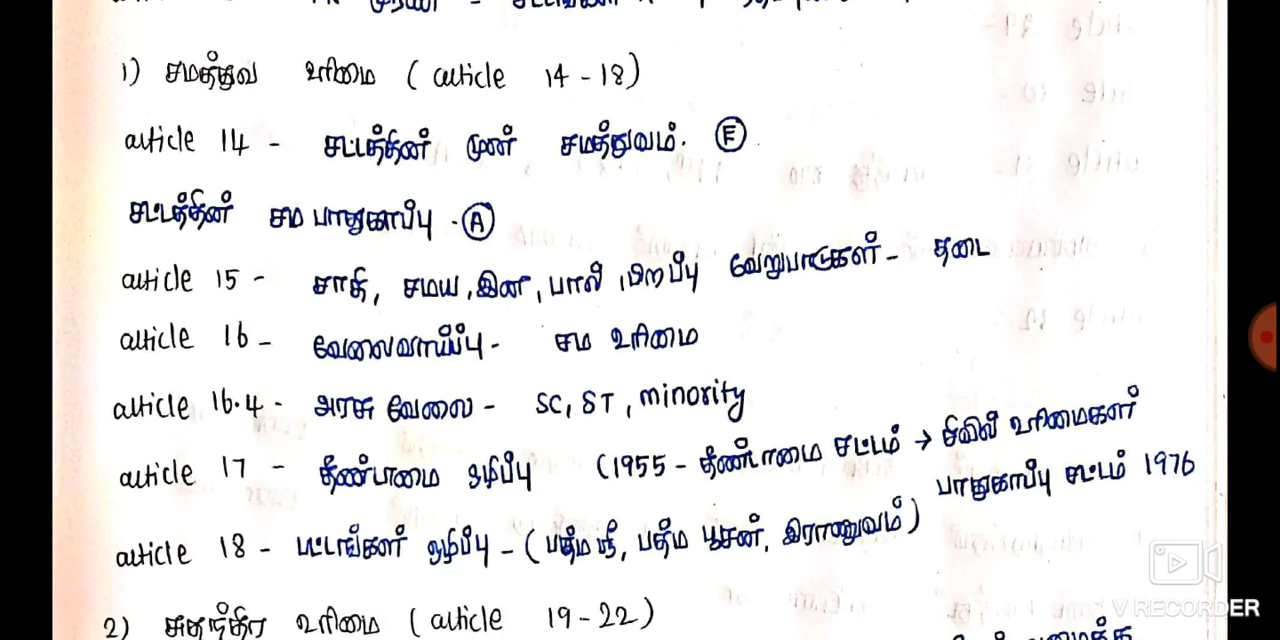 1) சமத்துவ உரிமை ( article 14 - 18 )
article 14 - சட்டத்தின் முன் சமத்துவம். (E)
சட்டத்தின் சம பாதுகாப்பு . (A)
article 15 - சாதி, சமய, இன, பால், பிறப்பு வேறுபாடுகள் - தடை
article 16 - வேலைவாய்ப்பு - சம உரிமை
article 16.4 - அரசு வேலை - SC, ST, minority
article 17 - தீண்டாமை ஒழிப்பு (1955 - தீண்டாமை சட்டம் → சிவில் உரிமைகள்
பாதுகாப்பு சட்டம் 1976
article 18 - பட்டங்கள் ஒழிப்பு - (பத்ம ஸ்ரீ, பத்ம பூசன், இராணுவம்)
2) சுதந்திர உரிமை ( article 19 - 22 )
V RECORDER